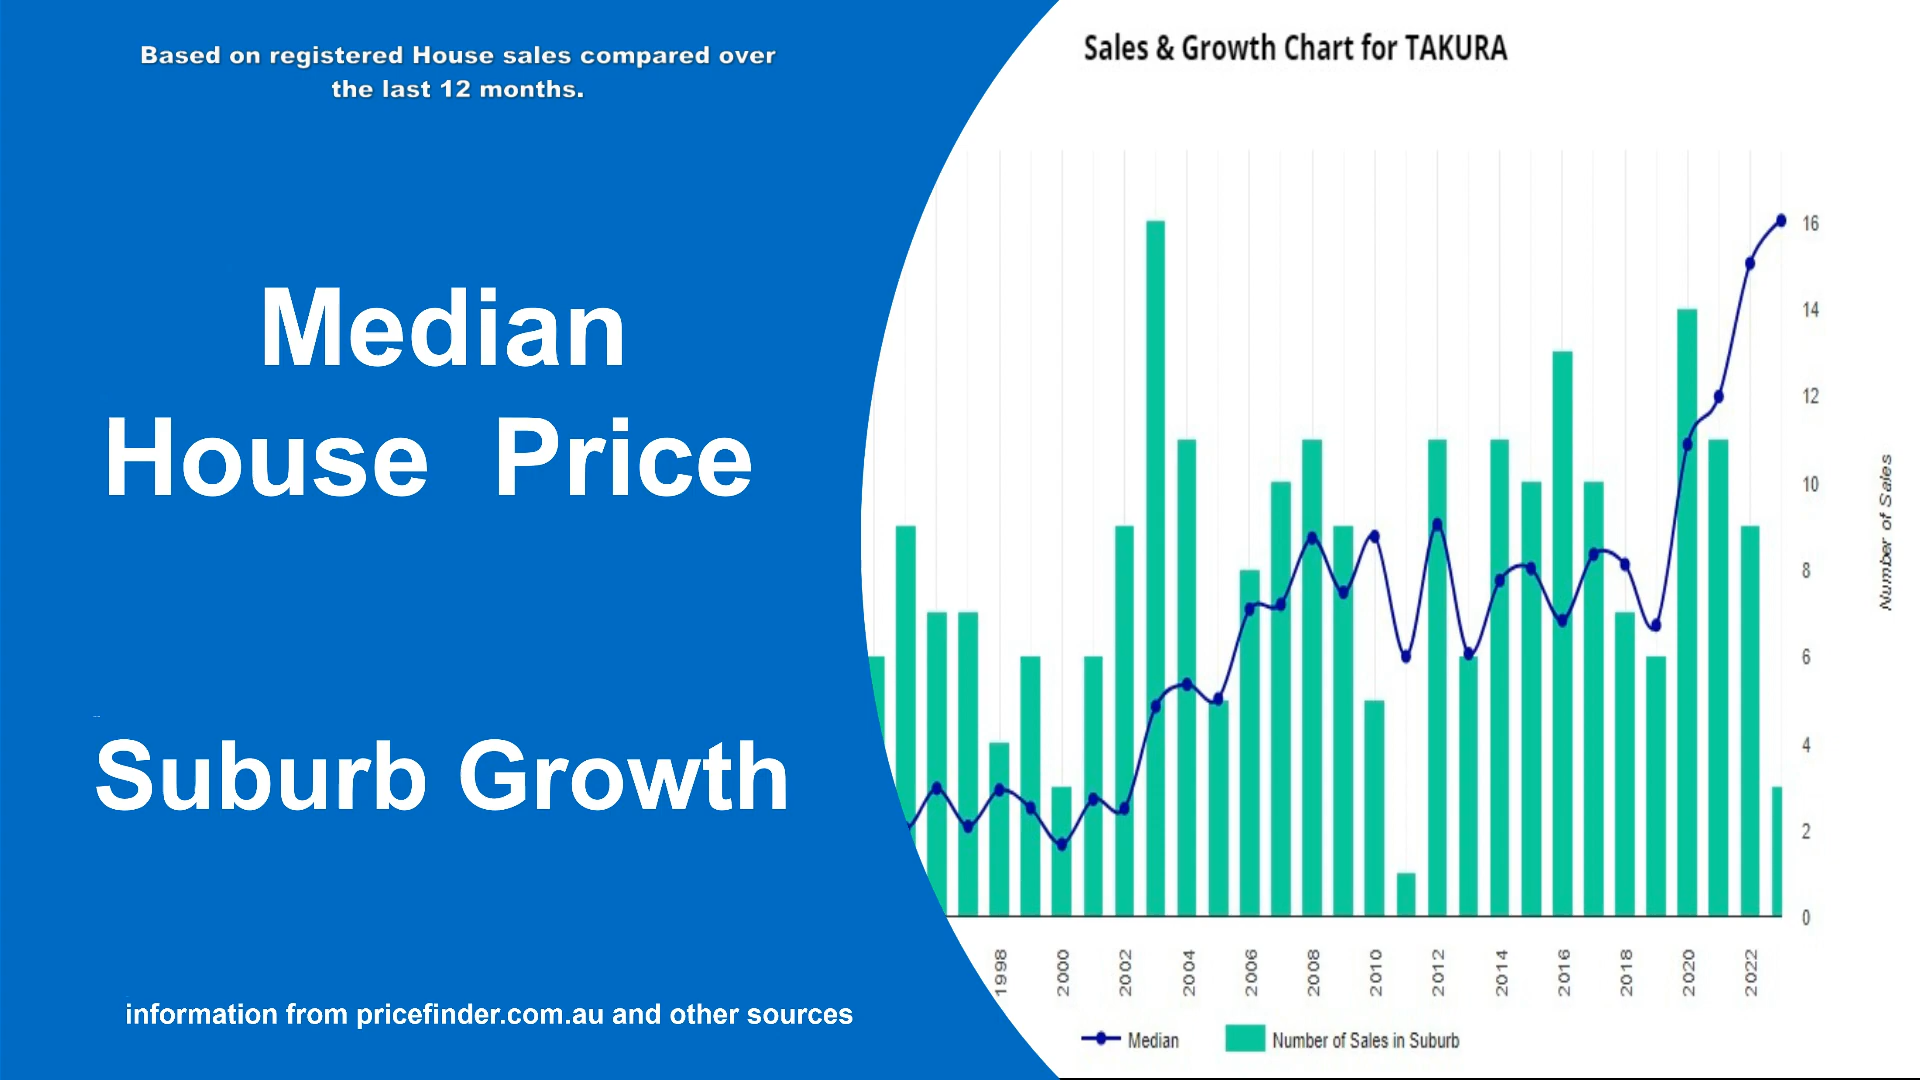 Based on registered House sales compared over
the last 12 months.
Median
House Price
Suburb Growth
information from pricefinder.com.au and other sources
Sales & Growth Chart for TAKURA
16
14
12
10
8
6
4
2
0
Number of Sales
1998
2000
2002
2004
2006
2008
2010
2012
2014
2016
2018
2020
2022
Median
Number of Sales in Suburb